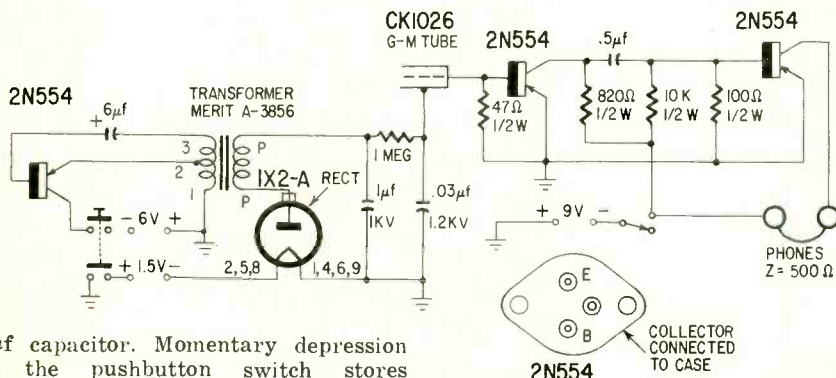 CK1026
G-M TUBE
2N554
.5µf
2N554
2N554
+ 6µf
TRANSFORMER
MERIT A-3856
3
2
1
P
P
1 MEG
1X2-A
RECT
1µf
1KV
.03µf
1.2KV
47Ω
1/2 W
820Ω
1/2 W
10 K
1/2 W
100Ω
1/2 W
- 6V +
+ 1.5V -
2,5,8
1,4,6,9
+ 9V -
PHONES
Z = 500 Ω
E
B
COLLECTOR
CONNECTED
TO CASE
2N554
af capacitor. Momentary depression
the pushbutton switch stores